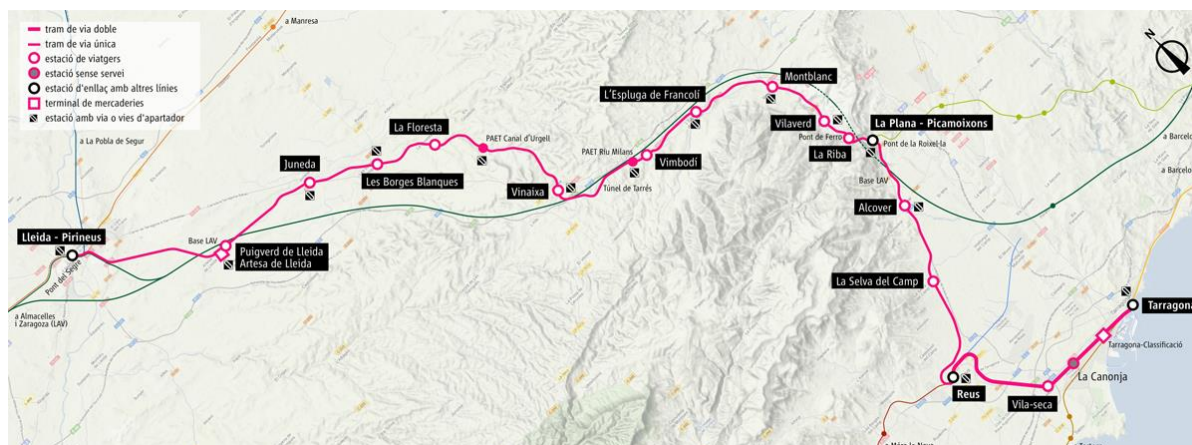 a Manresa
tram de via doble
tram de via única
estació de viatgers
estació sense servei
estació d'enllaç amb altres línies
terminal de mercaderies
estació amb via o vies d'apartador
N
a La Pobla de Segur
Montblanc
L'Espluga de Francolí
La Floresta
PAET Canal d'Urgell
Vilaverd
La Plana - Picamoixons
Pont de Ferro
Pont de la Roixel·la
La Riba
PAET Riu Milans
Vimbodí
Juneda
Les Borges Blanques
Túnel de Tarrés
Vinaixa
Base LAV
Alcover
a Barcelona
a Barcelona
Lleida - Pirineus
Base LAV
Puigverd de Lleida
Artesa de Lleida
Pont del Segre
La Selva del Camp
a Almacelles
i Zaragoza (LAV)
Tarragona
Tarragona-Classificació
La Canonja
Reus
Vila-seca